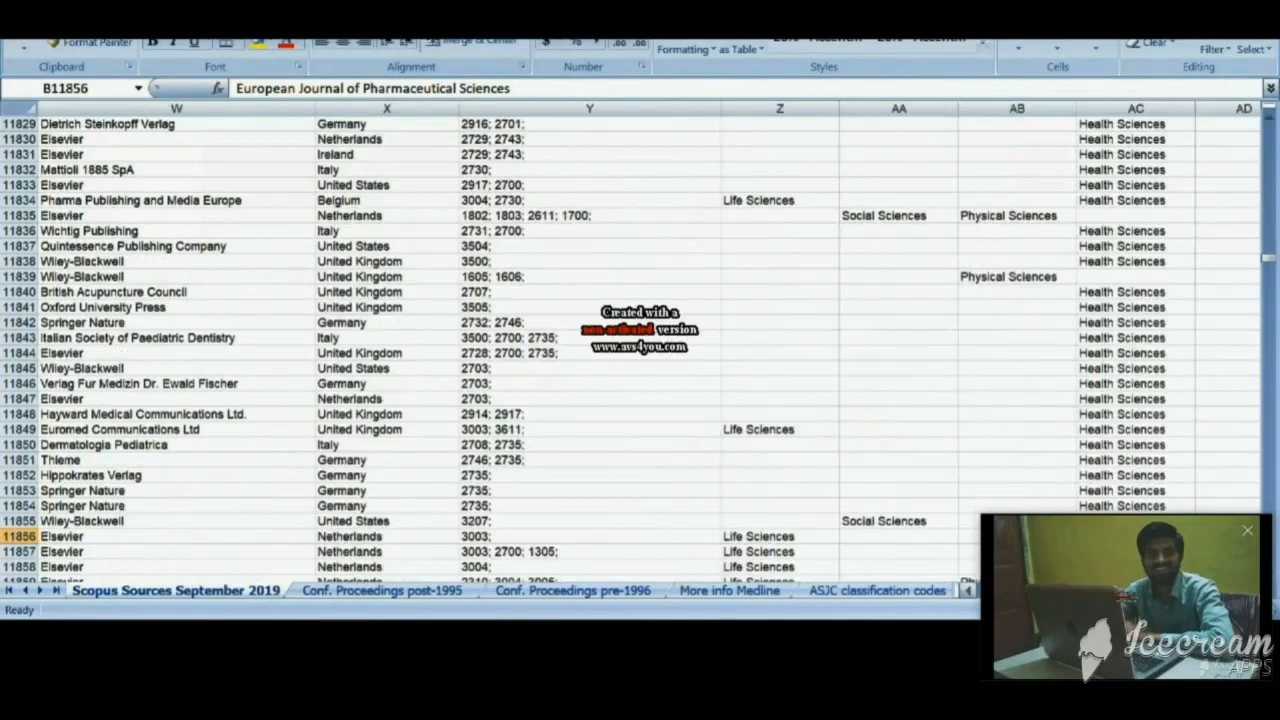 Format Painter
Merge & Center
Formatting as Table
Clear
Filter Select
Clipboard Font Alignment Number Styles Cells Editing
B11856 fx European Journal of Pharmaceutical Sciences
W X Y Z AA AB AC AD
11829 Dietrich Steinkopff Verlag Germany 2916; 2701; Health Sciences
11830 Elsevier Netherlands 2729; 2743; Health Sciences
11831 Elsevier Ireland 2729; 2743; Health Sciences
11832 Mattioli 1885 SpA Italy 2730; Health Sciences
11833 Elsevier United States 2917; 2700; Health Sciences
11834 Pharma Publishing and Media Europe Belgium 3004; 2730; Life Sciences Health Sciences
11835 Elsevier Netherlands 1802; 1803; 2611; 1700; Social Sciences Physical Sciences
11836 Wichtig Publishing Italy 2731; 2700; Health Sciences
11837 Quintessence Publishing Company United States 3504; Health Sciences
11838 Wiley-Blackwell United Kingdom 3500; Health Sciences
11839 Wiley-Blackwell United Kingdom 1605; 1606; Physical Sciences
11840 British Acupuncture Council United Kingdom 2707; Health Sciences
11841 Oxford University Press United Kingdom 3505; Health Sciences
11842 Springer Nature Germany 2732; 2746; Health Sciences
11843 Italian Society of Paediatric Dentistry Italy 3500; 2700; 2735; Health Sciences
11844 Elsevier United Kingdom 2728; 2700; 2735; Health Sciences
11845 Wiley-Blackwell United States 2703; Health Sciences
11846 Verlag Fur Medizin Dr. Ewald Fischer Germany 2703; Health Sciences
11847 Elsevier Netherlands 2703; Health Sciences
11848 Hayward Medical Communications Ltd. United Kingdom 2914; 2917; Health Sciences
11849 Euromed Communications Ltd United Kingdom 3003; 3611; Life Sciences Health Sciences
11850 Dermatologia Pediatrica Italy 2708; 2735; Health Sciences
11851 Thieme Germany 2746; 2735; Health Sciences
11852 Hippokrates Verlag Germany 2735; Health Sciences
11853 Springer Nature Germany 2735; Health Sciences
11854 Springer Nature Germany 2735; Health Sciences
11855 Wiley-Blackwell United States 3207; Social Sciences
11856 Elsevier Netherlands 3003; Life Sciences
11857 Elsevier Netherlands 3003; 2700; 1305; Life Sciences
11858 Elsevier Netherlands 3004; Life Sciences
Created with a
non-activated version
www.avs4you.com
Scopus Sources September 2019 Conf. Proceedings post-1995 Conf. Proceedings pre-1996 More info Medline ASJC classification codes
Ready
Icecream
APPS